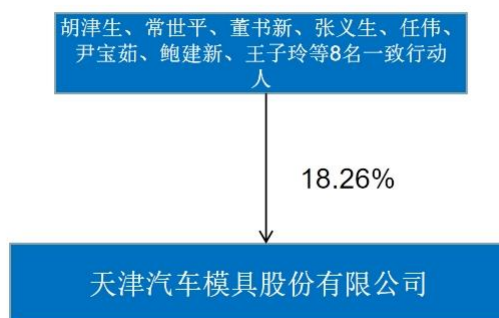 胡津生、常世平、董书新、张义生、任伟、
尹宝茹、鲍建新、王子玲等8名一致行动
人
18.26%
天津汽车模具股份有限公司